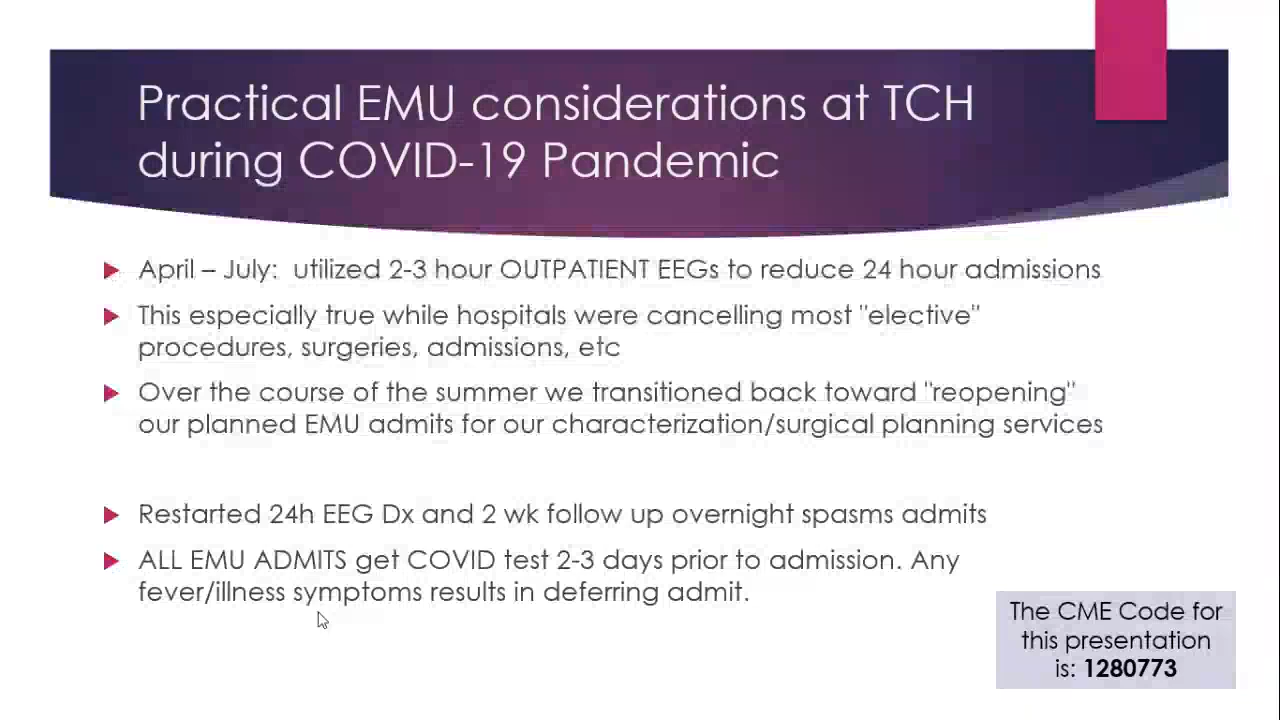 Practical EMU considerations at TCH
during COVID-19 Pandemic
April – July:  utilized 2-3 hour OUTPATIENT EEGs to reduce 24 hour admissions
This especially true while hospitals were cancelling most "elective"
procedures, surgeries, admissions, etc
Over the course of the summer we transitioned back toward "reopening"
our planned EMU admits for our characterization/surgical planning services
Restarted 24h EEG Dx and 2 wk follow up overnight spasms admits
ALL EMU ADMITS get COVID test 2-3 days prior to admission. Any
fever/illness symptoms results in deferring admit.
The CME Code for
this presentation
is: 1280773